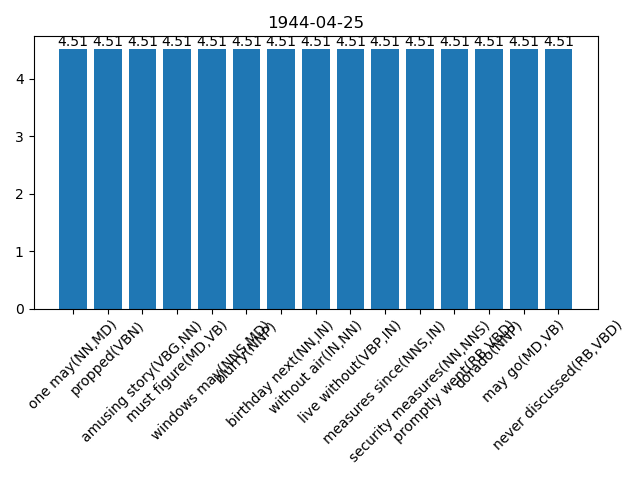 1944-04-25
4.51 4.51 4.51 4.51 4.51 4.51 4.51 4.51 4.51 4.51 4.51 4.51 4.51 4.51 4.51
4
3
2
1
0
one may(NN,MD)
propped(VBN)
amusing story(VBG,NN)
must figure(MD,VB)
windows may(NNS,MD)
blurry(NNP)
birthday next(NN,IN)
without air(IN,NN)
live without(VBP,IN)
measures since(NNS,IN)
security measures(NN,NNS)
promptly went(RB,VBD)
dorado(NNP)
may go(MD,VB)
never discussed(RB,VBD)